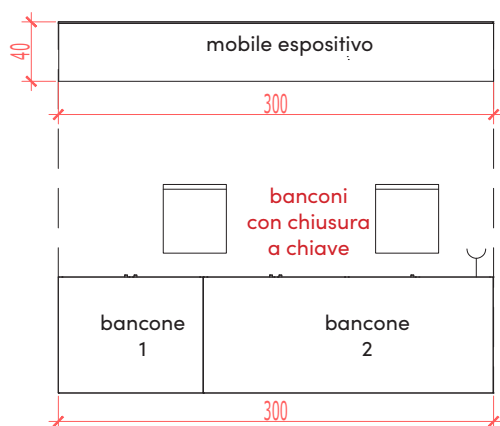 mobile espositivo
40
300
banconi
con chiusura
a chiave
bancone
1
bancone
2
300